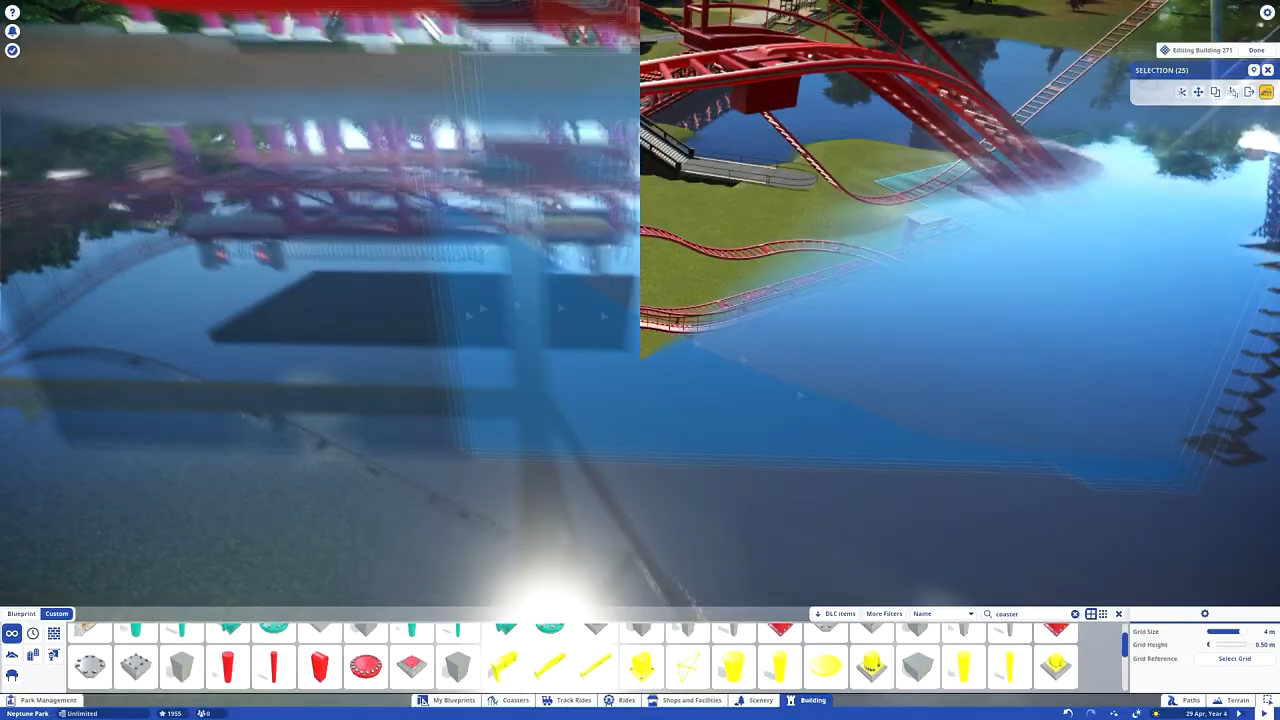 Editing Building 271 Done
SELECTION (25)
Blueprint Custom
DLC items More Filters Name coaster
Grid Size 4 m
Grid Height 0.50 m
Grid Reference Select Grid
Park Management My Blueprints Coasters Track Rides Rides Shops and Facilities Scenery Building Paths Terrain
Neptune Park Unlimited 1955 0 29 Apr, Year 4